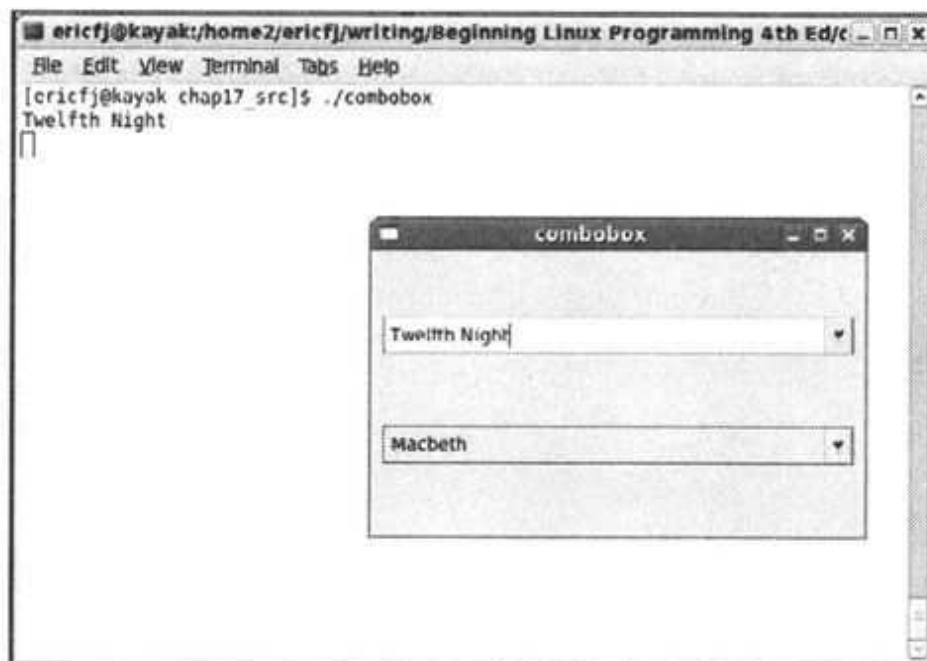 ericfj@kayak:/home2/ericfj/writing/Beginning Linux Programming 4th Ed/c
File Edit View Terminal Tabs Help
[ericfj@kayak chap17_src]$ ./combobox
Twelfth Night
combobox
Twelfth Night
Macbeth